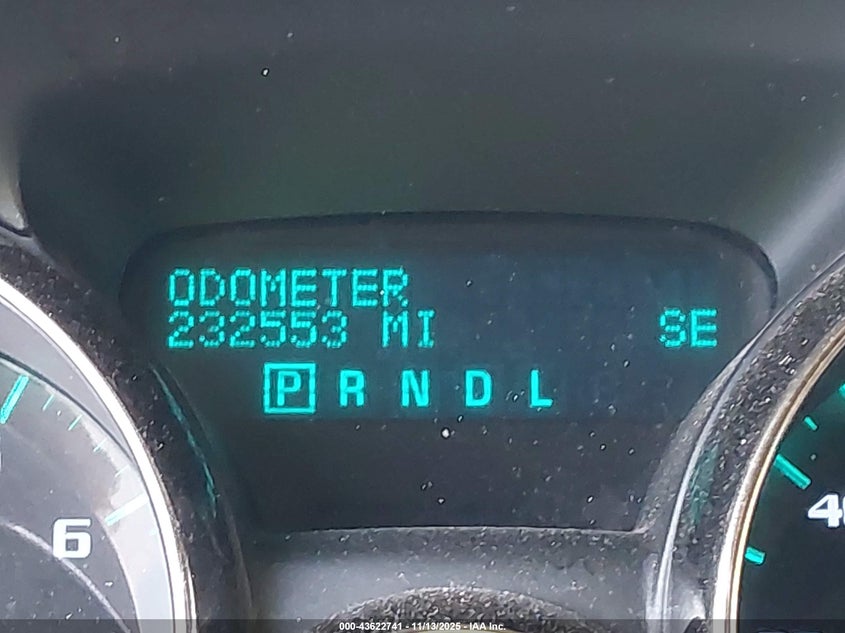 ODOMETER
232553 MI SE
P R N D L
6
000-43622741 - 11/13/2025 - IAA Inc.